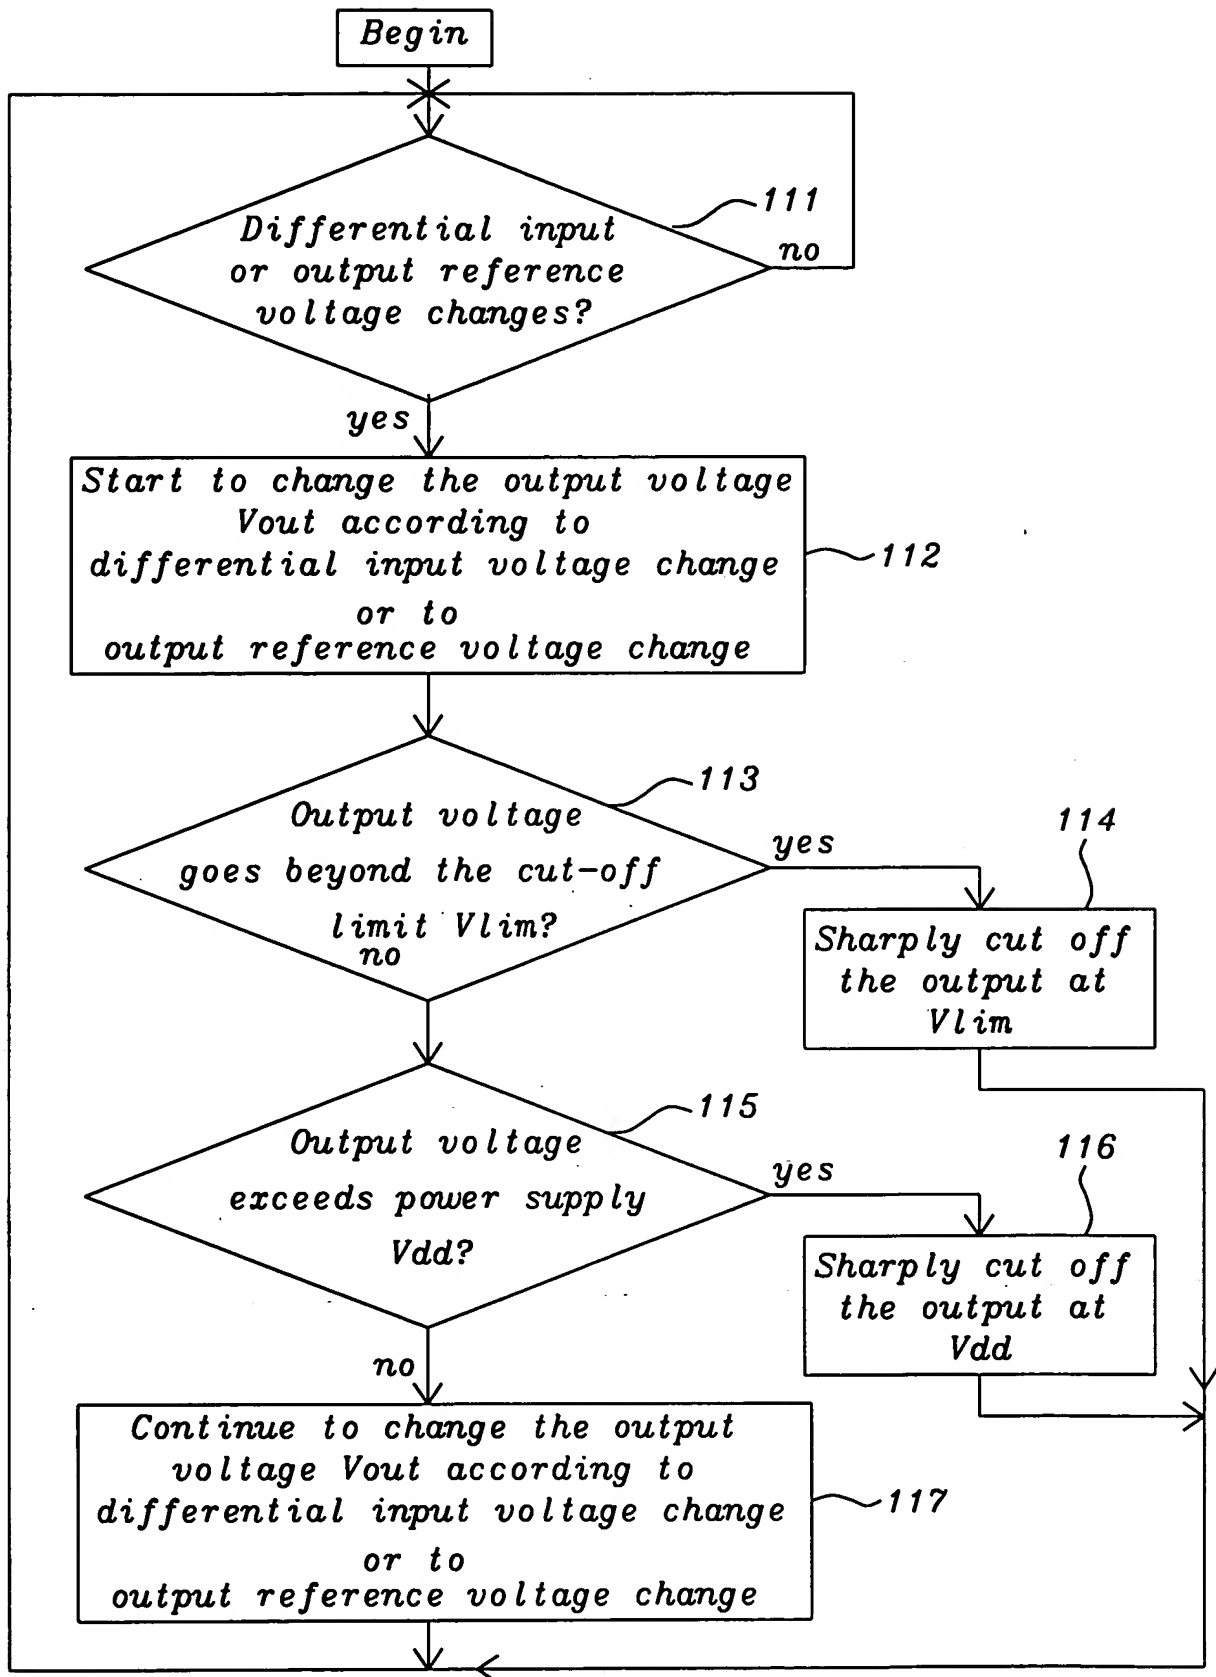 Begin
111
Differential input
or output reference
voltage changes?
no
yes
Start to change the output voltage
Vout according to
differential input voltage change
or to
output reference voltage change
112
113
Output voltage
goes beyond the cut-off
limit Vlim?
no
yes
114
Sharply cut off
the output at
Vlim
115
Output voltage
exceeds power supply
Vdd?
yes
116
Sharply cut off
the output at
Vdd
no
Continue to change the output
voltage Vout according to
differential input voltage change
or to
output reference voltage change
117